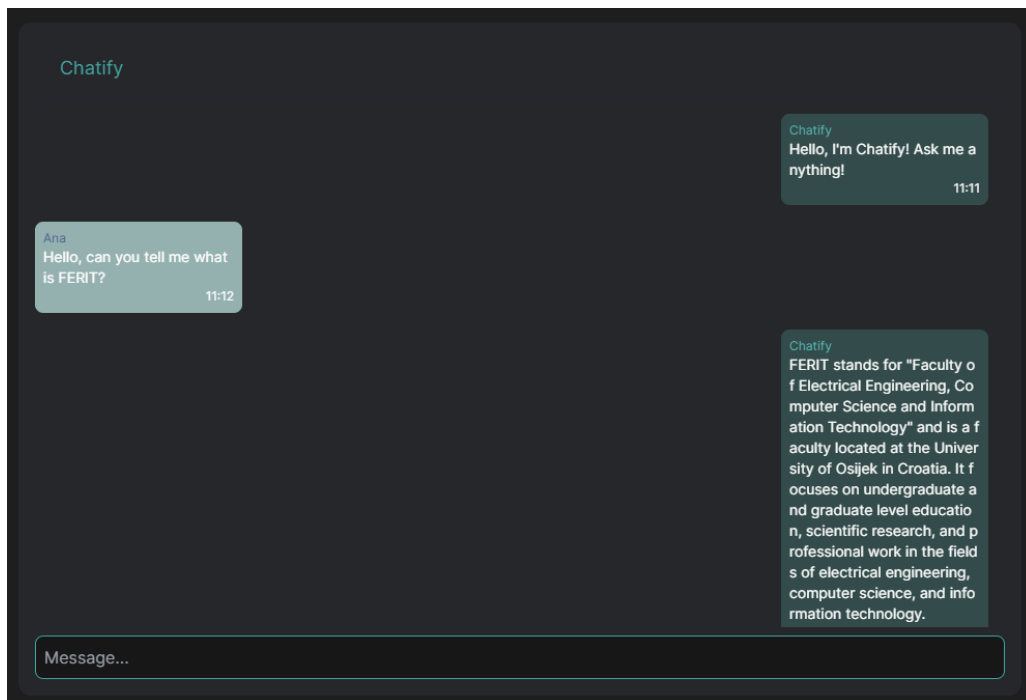 Chatify
Chatify
Hello, I'm Chatify! Ask me a
nything!
11:11
Ana
Hello, can you tell me what
is FERIT?
11:12
Chatify
FERIT stands for "Faculty o
f Electrical Engineering, Co
mputer Science and Inform
ation Technology" and is a f
aculty located at the Univer
sity of Osijek in Croatia. It f
ocuses on undergraduate a
nd graduate level educatio
n, scientific research, and p
rofessional work in the field
s of electrical engineering,
computer science, and info
rmation technology.
Message...